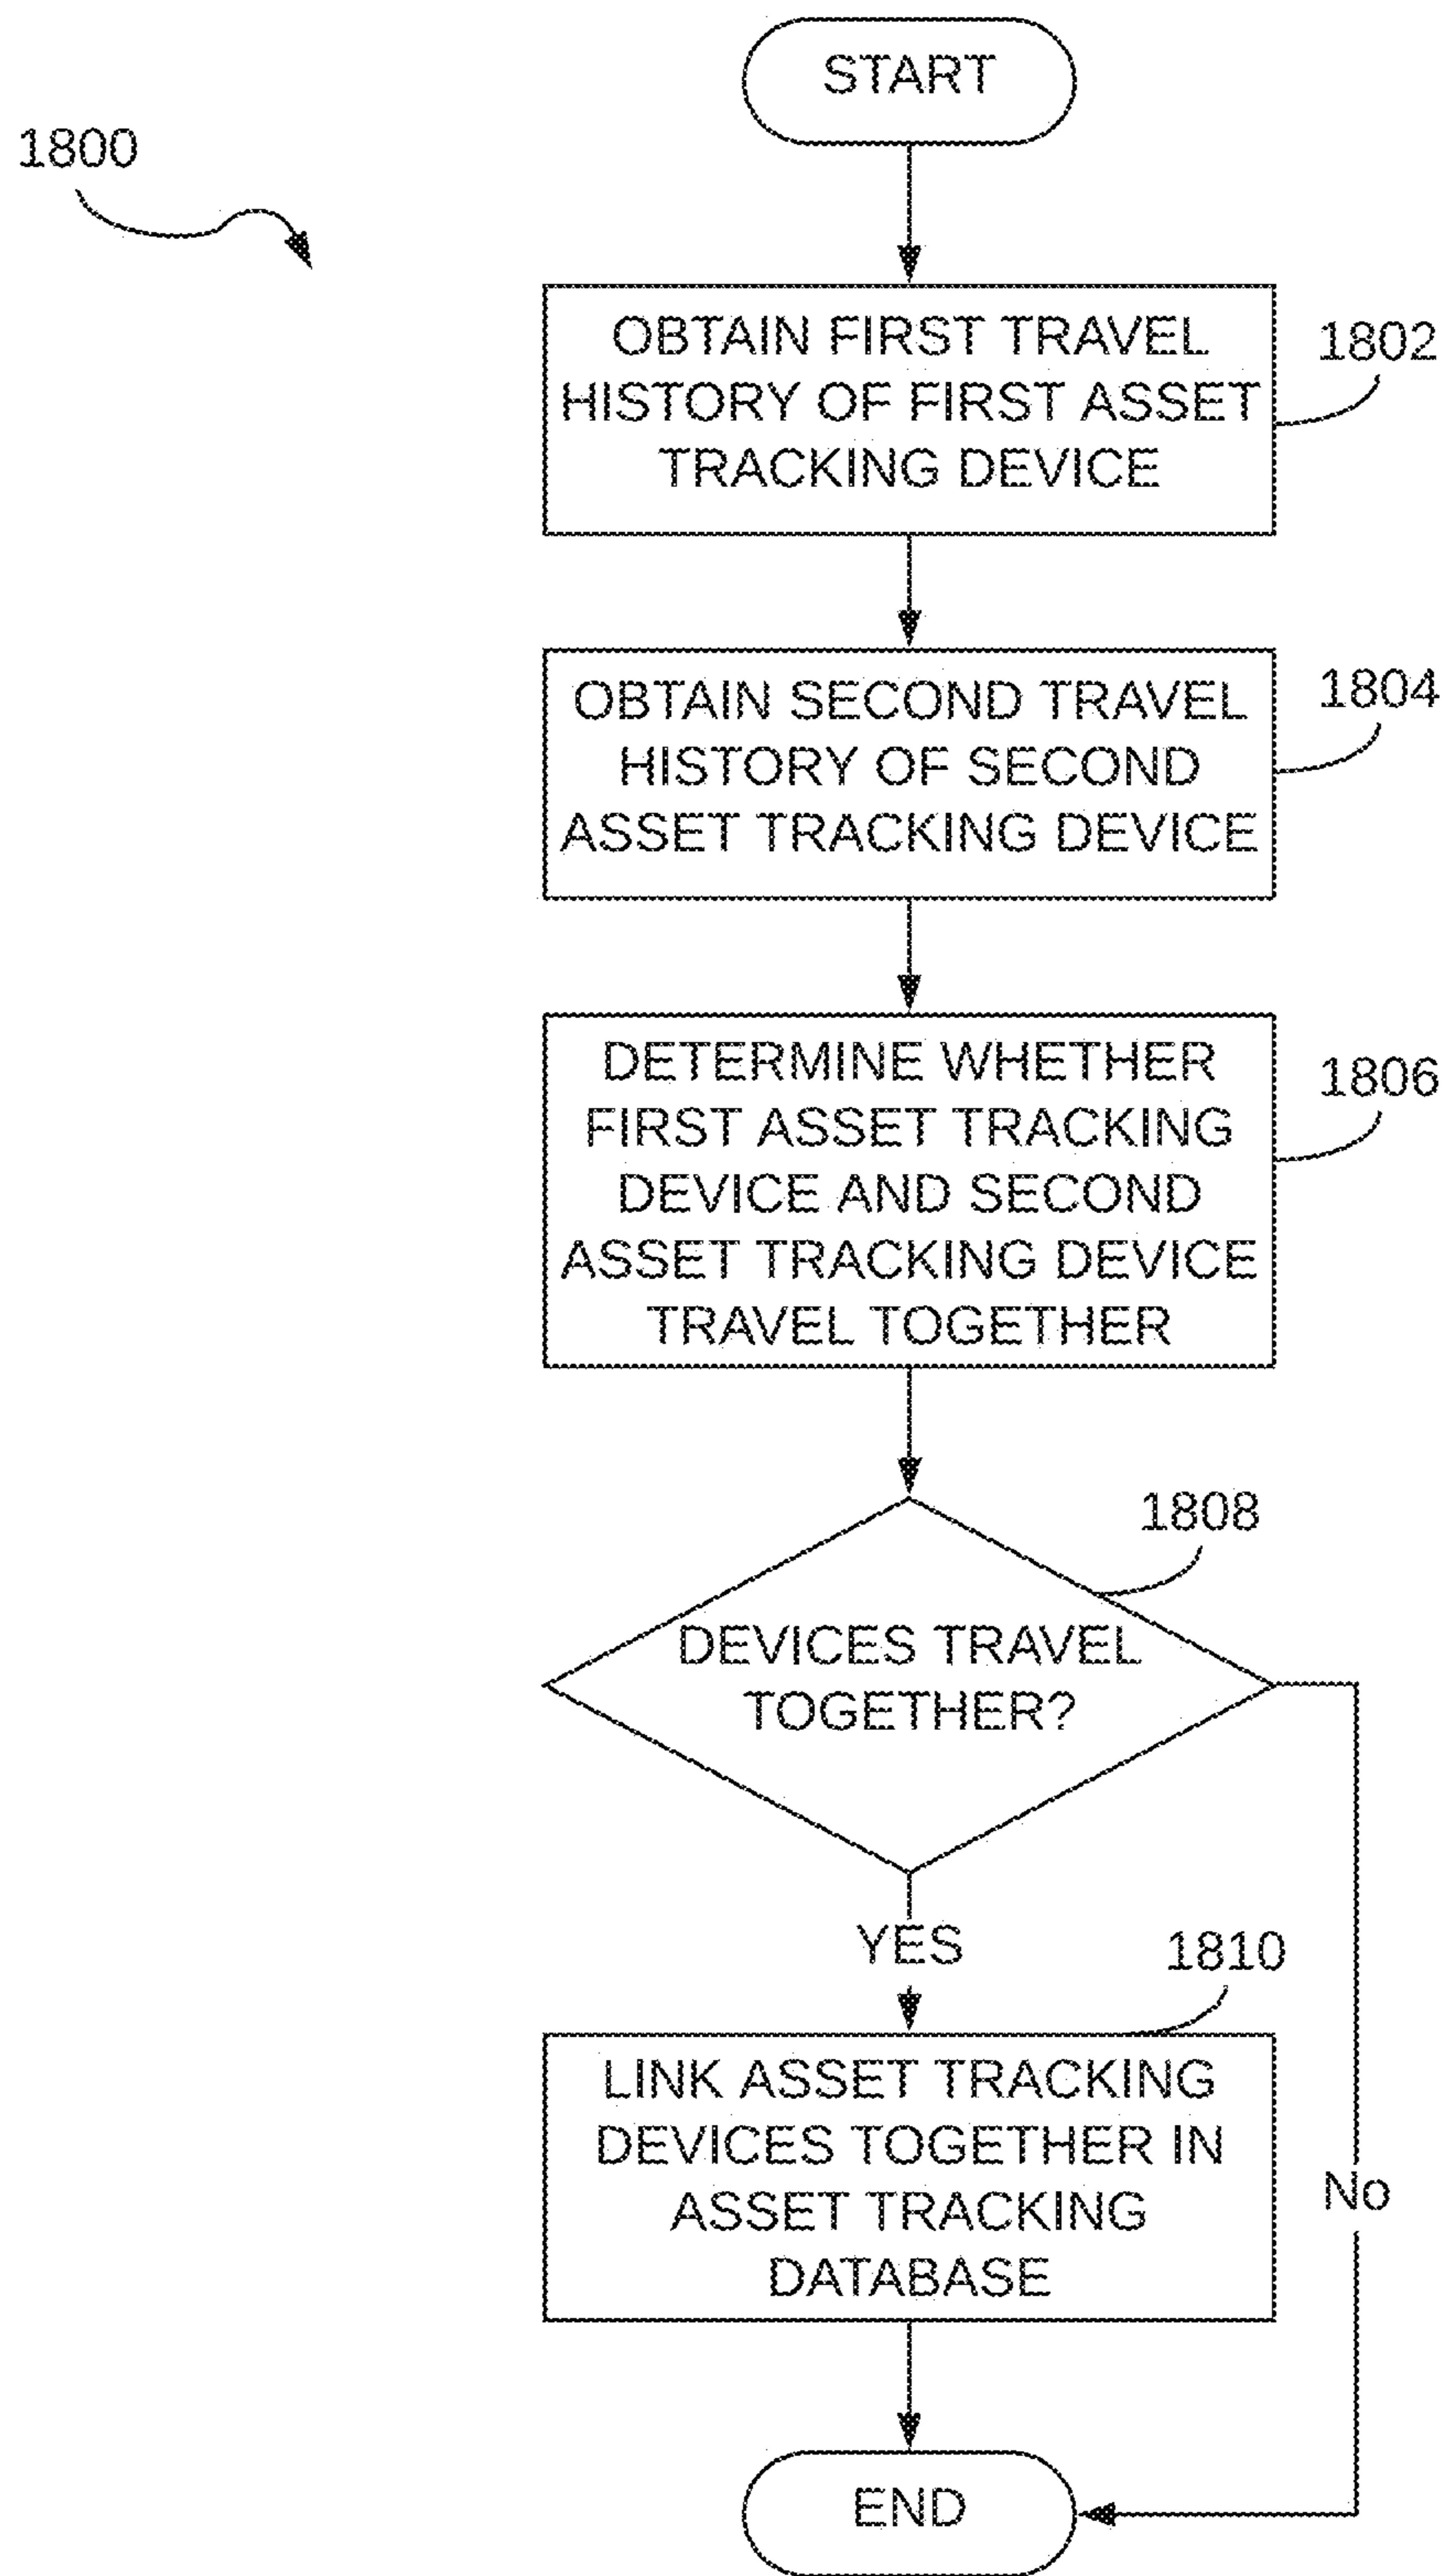 START
1800
OBTAIN FIRST TRAVEL
HISTORY OF FIRST ASSET
TRACKING DEVICE
1802
OBTAIN SECOND TRAVEL
HISTORY OF SECOND
ASSET TRACKING DEVICE
1804
DETERMINE WHETHER
FIRST ASSET TRACKING
DEVICE AND SECOND
ASSET TRACKING DEVICE
TRAVEL TOGETHER
1806
1808
DEVICES TRAVEL
TOGETHER?
YES
1810
LINK ASSET TRACKING
DEVICES TOGETHER IN
ASSET TRACKING
DATABASE
No
END